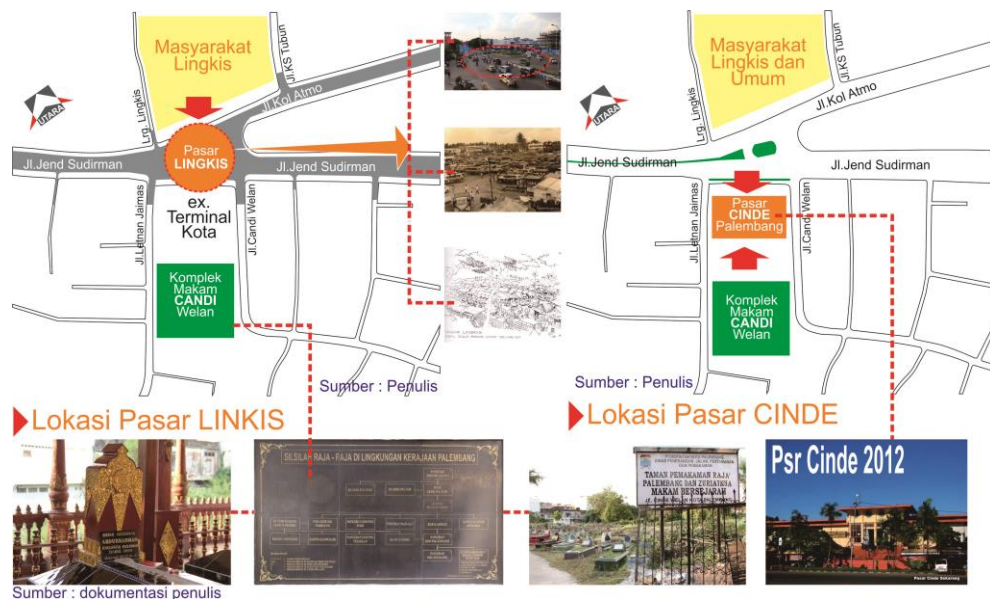 Masyarakat
Lingkis
Jl.KS Tubun
Jl.Kol Atmo
UTARA
Lrg. Lingkis
Pasar
LINGKIS
Jl.Jend Sudirman
Jl.Jend Sudirman
ex.
Terminal
Kota
Jl.Letnan Jaimas
Jl.Candi Welan
Komplek
Makam
CANDI
Welan
Sumber : Penulis
Lokasi Pasar LINKIS
Masyarakat
Lingkis dan
Umum
Jl.KS Tubun
Jl.Kol Atmo
UTARA
Lrg. Lingkis
Jl.Jend Sudirman
Jl.Jend Sudirman
Pasar
CINDE
Palembang
Jl.Letnan Jaimas
Jl.Candi Welan
Komplek
Makam
CANDI
Welan
Sumber : Penulis
Lokasi Pasar CINDE
SILSILAH RAJA - RAJA DI LINGKUNGAN KERAJAAN PALEMBANG
TAMAN PEMAKAMAN RAJA
PALEMBANG DAN ZURIATNYA
MAKAM BERSEJARAH
Psr Cinde 2012
Pasar Cinde Sekarang
Sumber : dokumentasi penulis